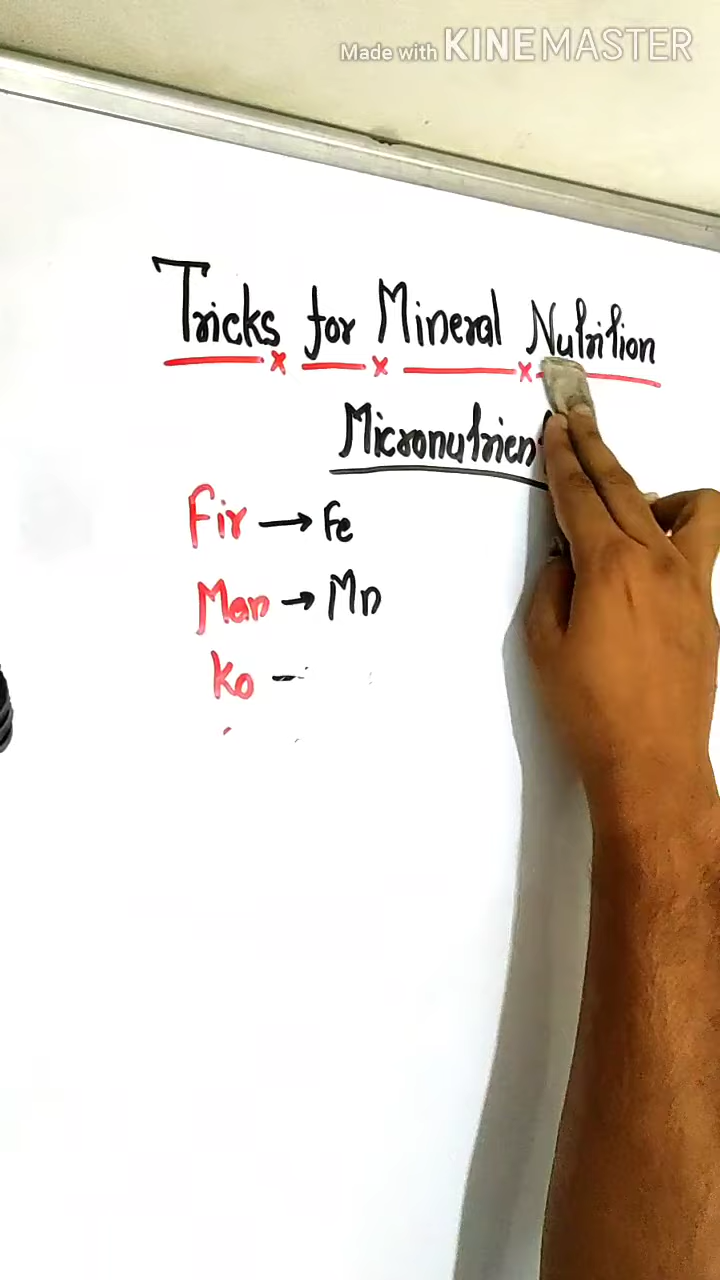 Made with KINEMASTER
Tricks for Mineral Nutrition
Micronutrien
Fir → Fe
Man → Mn
Ko -